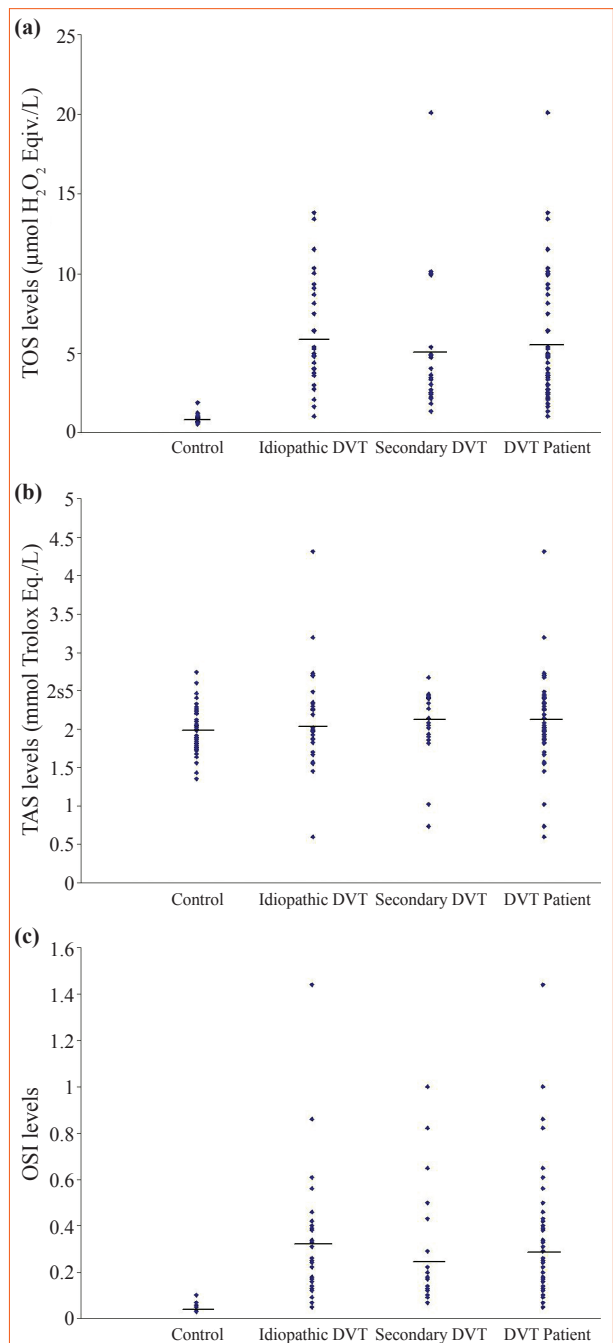 (a)
TOS levels (µmol H₂O₂ Eqiv./L)
25
20
15
10
5
0
Control Idiopathic DVT Secondary DVT DVT Patient
(b)
TAS levels (mmol Trolox Eq./L)
5
4.5
4
3.5
3
2s5
2
1.5
1
0.5
0
Control Idiopathic DVT Secondary DVT DVT Patient
(c)
OSI levels
1.6
1.4
1.2
1
0.8
0.6
0.4
0.2
0
Control Idiopathic DVT Secondary DVT DVT Patient